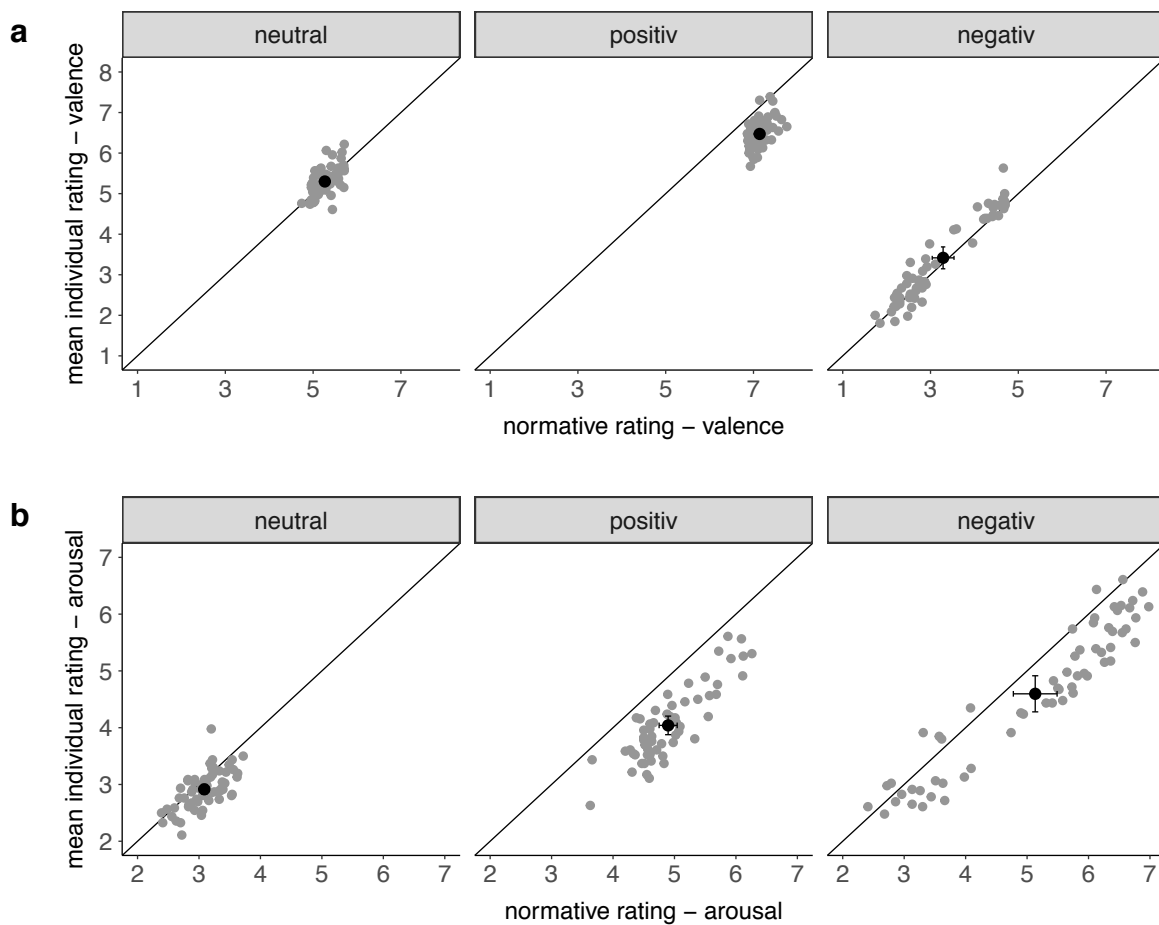 a
neutral
positiv
negativ
mean individual rating – valence
8
7
6
5
4
3
2
1
1 3 5 7
1 3 5 7
1 3 5 7
normative rating – valence
b
neutral
positiv
negativ
mean individual rating – arousal
7
6
5
4
3
2
2 3 4 5 6 7
2 3 4 5 6 7
2 3 4 5 6 7
normative rating – arousal